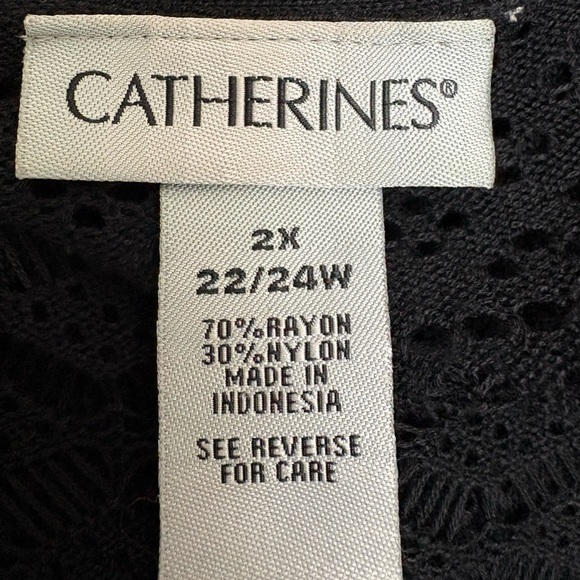 CATHERINES®
2X
22/24W
70%RAYON
30%NYLON
MADE IN
INDONESIA
SEE REVERSE
FOR CARE